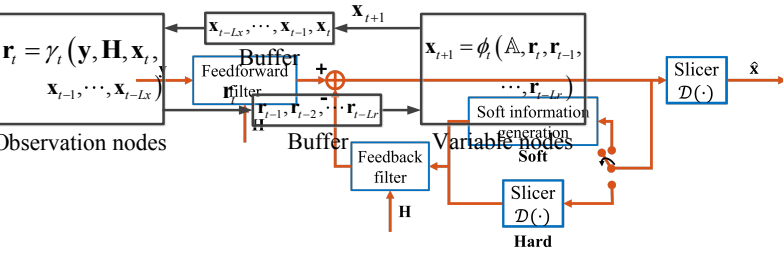 x_{t+1}
x_{t-Lx}, ⋯, x_{t-1}, x_t
Buffer
r_t = γ_t (y, H, x_t,
x_{t-1}, ⋯, x_{t-Lx})
Observation nodes
x_{t+1} = ϕ_t (𝔸, r_t, r_{t-1},
⋯, r_{t-Lr})
Variable nodes
y
Feedforward
filter
r_t
H
+
-
r_{t-1}, r_{t-2}, ⋯ r_{t-Lr}
Buffer
Slicer
𝒟(·)
x̂
Soft information
generation
Soft
Feedback
filter
H
Slicer
𝒟(·)
Hard